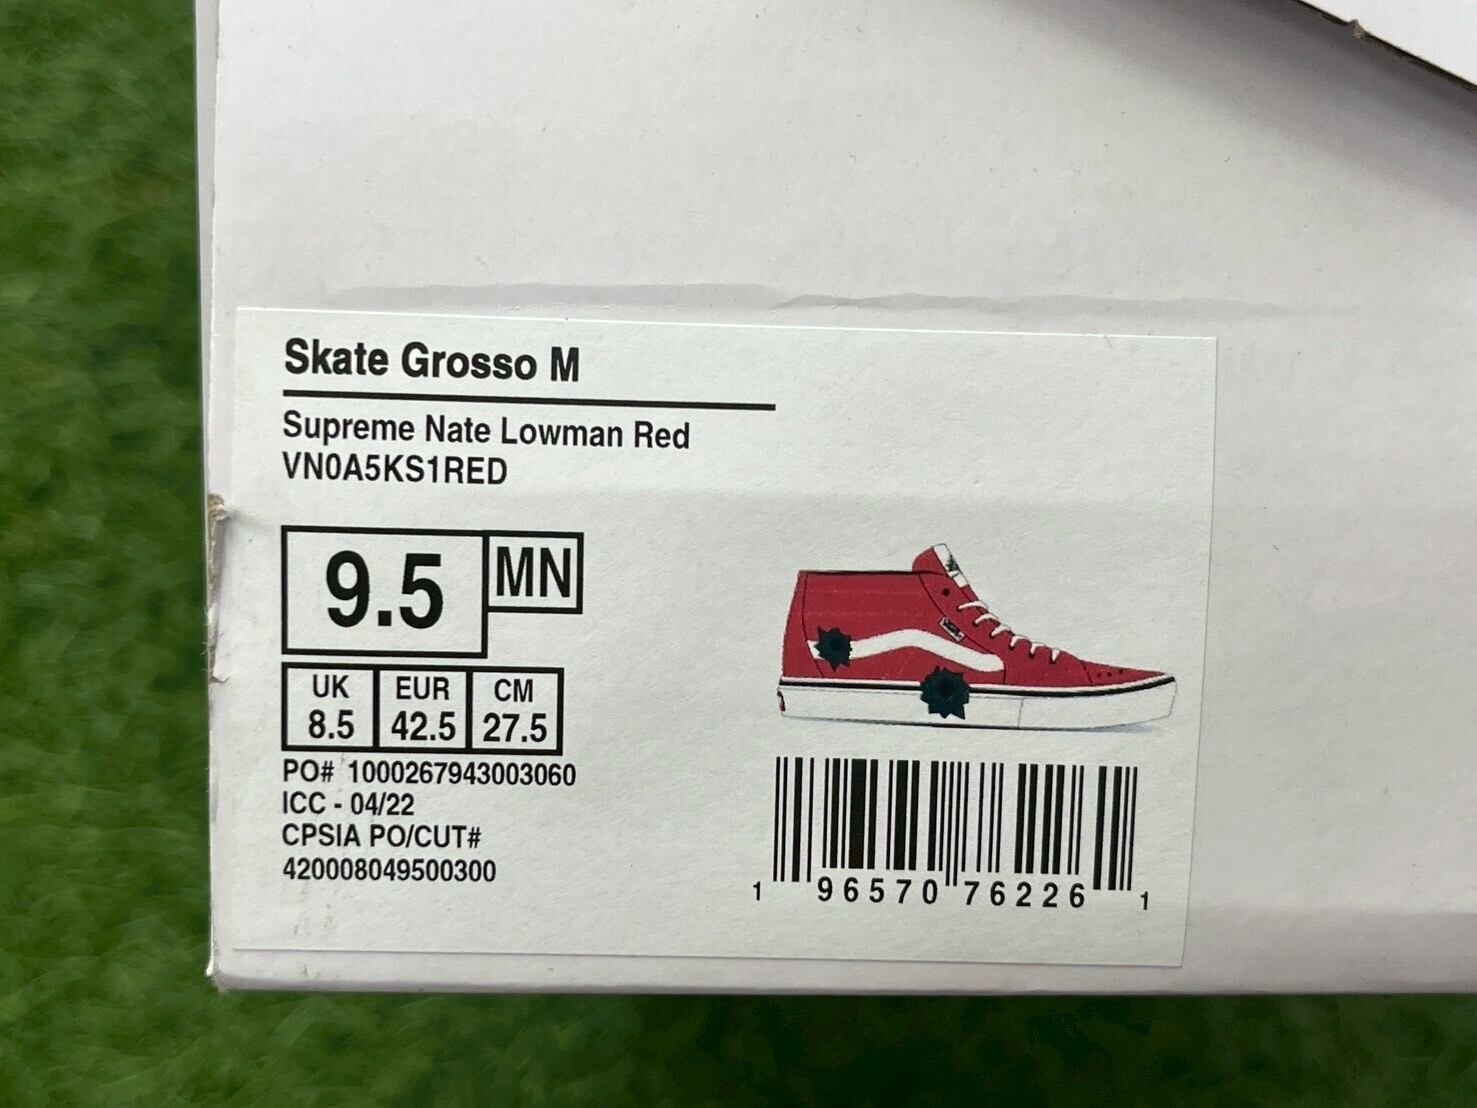 Skate Grosso M
Supreme Nate Lowman Red
VN0A5KS1RED
9.5 MN
UK EUR CM
8.5 42.5 27.5
PO# 1000267943003060
ICC - 04/22
CPSIA PO/CUT#
420008049500300
1 96570 76226 1